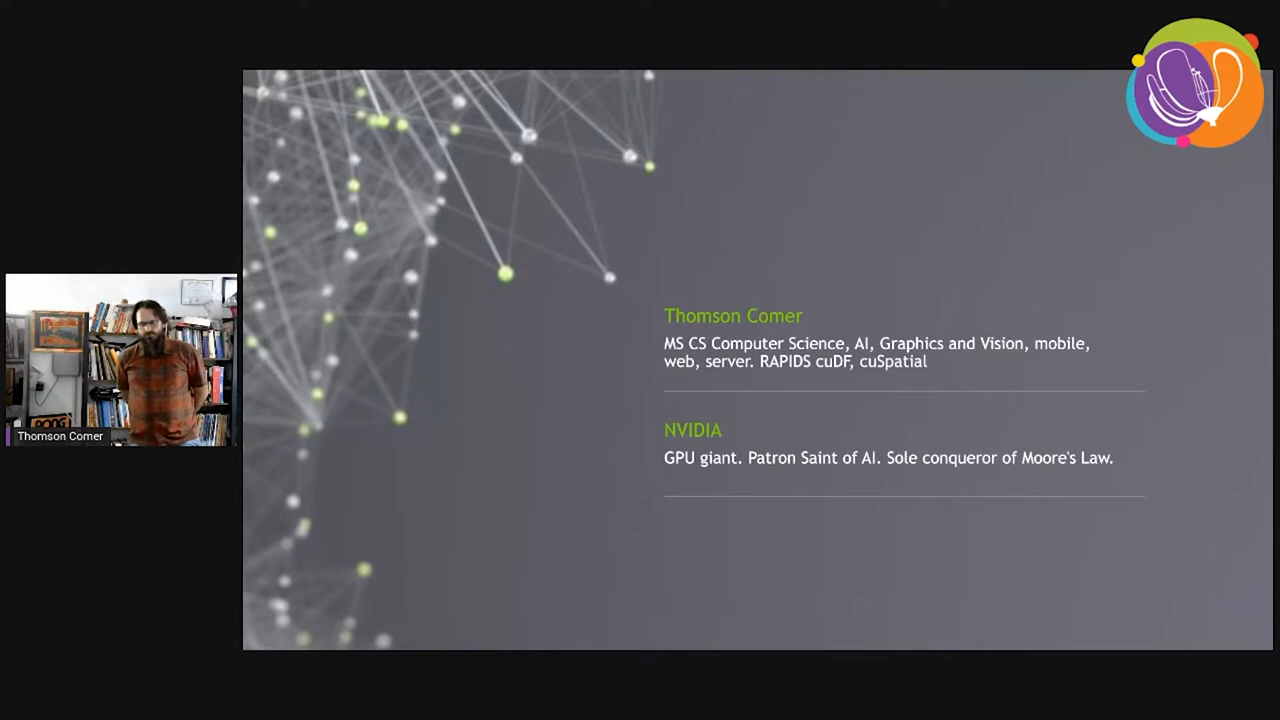 Thomson Comer
MS CS Computer Science, AI, Graphics and Vision, mobile,
web, server. RAPIDS cuDF, cuSpatial
NVIDIA
GPU giant. Patron Saint of AI. Sole conqueror of Moore's Law.
Thomson Comer